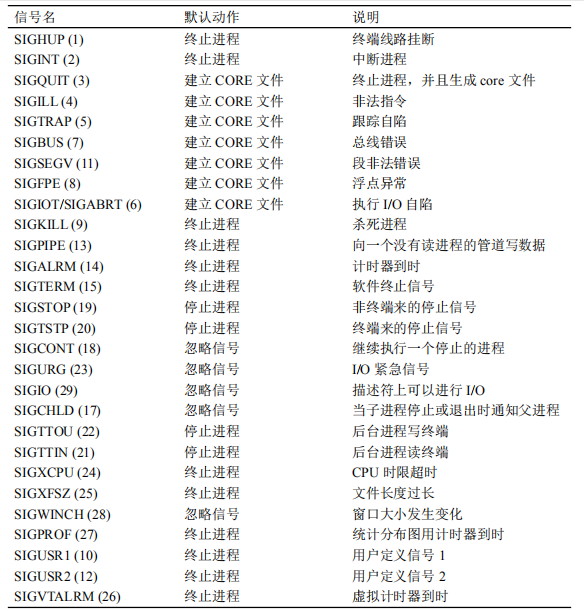 信号名 默认动作 说明
SIGHUP (1) 终止进程 终端线路挂断
SIGINT (2) 终止进程 中断进程
SIGQUIT (3) 建立 CORE 文件 终止进程，并且生成 core 文件
SIGILL (4) 建立 CORE 文件 非法指令
SIGTRAP (5) 建立 CORE 文件 跟踪自陷
SIGBUS (7) 建立 CORE 文件 总线错误
SIGSEGV (11) 建立 CORE 文件 段非法错误
SIGFPE (8) 建立 CORE 文件 浮点异常
SIGIOT/SIGABRT (6) 建立 CORE 文件 执行 I/O 自陷
SIGKILL (9) 终止进程 杀死进程
SIGPIPE (13) 终止进程 向一个没有读进程的管道写数据
SIGALRM (14) 终止进程 计时器到时
SIGTERM (15) 终止进程 软件终止信号
SIGSTOP (19) 停止进程 非终端来的停止信号
SIGTSTP (20) 停止进程 终端来的停止信号
SIGCONT (18) 忽略信号 继续执行一个停止的进程
SIGURG (23) 忽略信号 I/O 紧急信号
SIGIO (29) 忽略信号 描述符上可以进行 I/O
SIGCHLD (17) 忽略信号 当子进程停止或退出时通知父进程
SIGTTOU (22) 停止进程 后台进程写终端
SIGTTIN (21) 停止进程 后台进程读终端
SIGXCPU (24) 终止进程 CPU 时限超时
SIGXFSZ (25) 终止进程 文件长度过长
SIGWINCH (28) 忽略信号 窗口大小发生变化
SIGPROF (27) 终止进程 统计分布图用计时器到时
SIGUSR1 (10) 终止进程 用户定义信号 1
SIGUSR2 (12) 终止进程 用户定义信号 2
SIGVTALRM (26) 终止进程 虚拟计时器到时